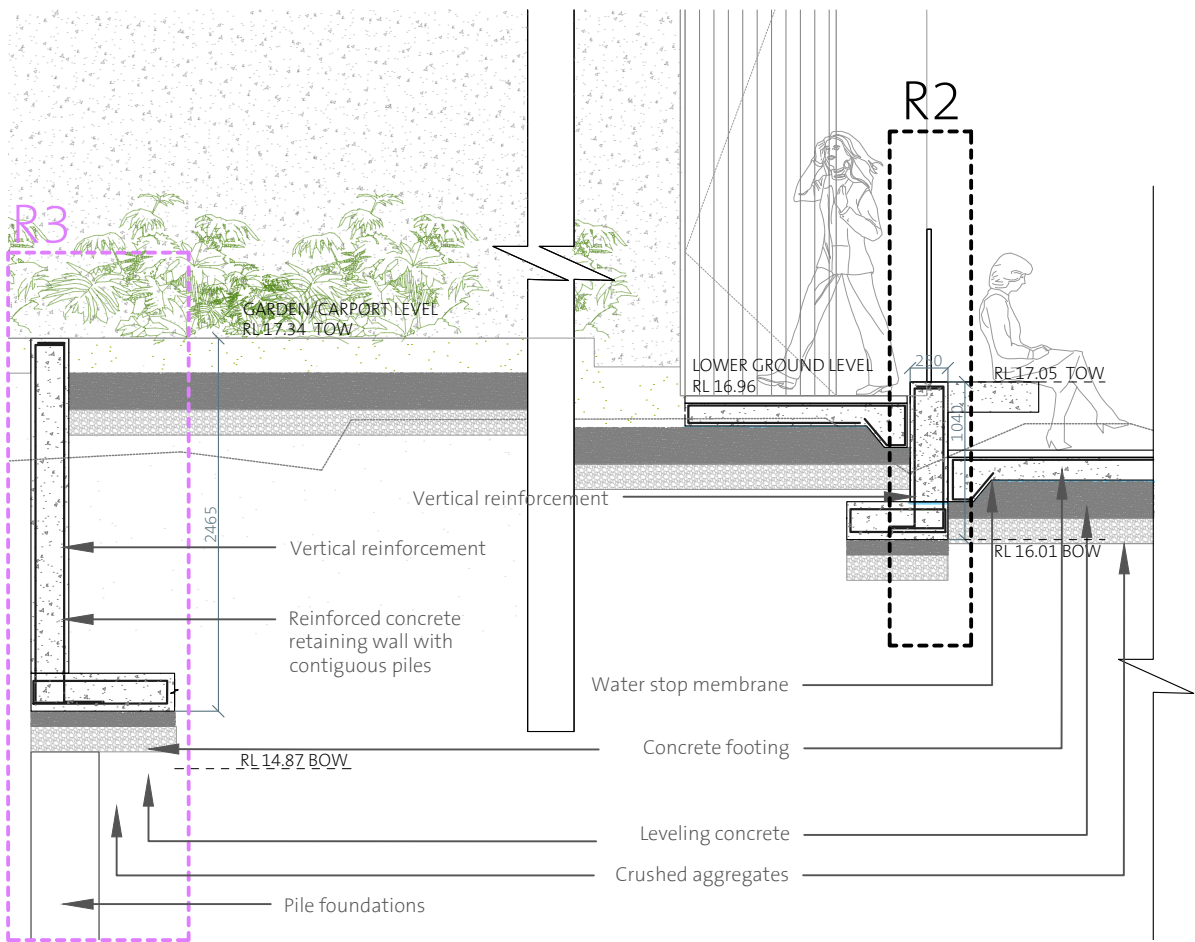 R2
R3
GARDEN/CARPORT LEVEL
RL 17.34 TOW
LOWER GROUND LEVEL
RL 16.96
250
RL 17.05 TOW
1040
Vertical reinforcement
2465
Vertical reinforcement
RL 16.01 BOW
Reinforced concrete
retaining wall with
contiguous piles
Water stop membrane
Concrete footing
RL 14.87 BOW
Leveling concrete
Crushed aggregates
Pile foundations